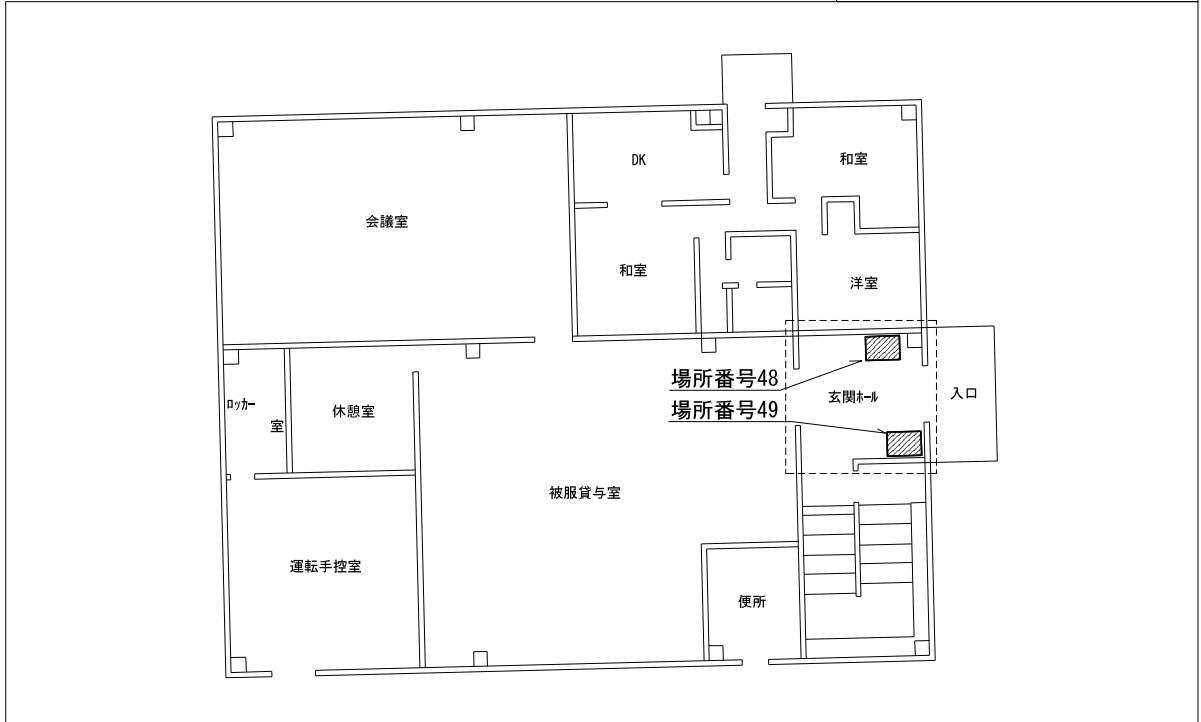 DK
和室
会議室
和室
洋室
場所番号48
玄関ホール
入口
ロッカー
室
休憩室
場所番号49
被服貸与室
運転手控室
便所